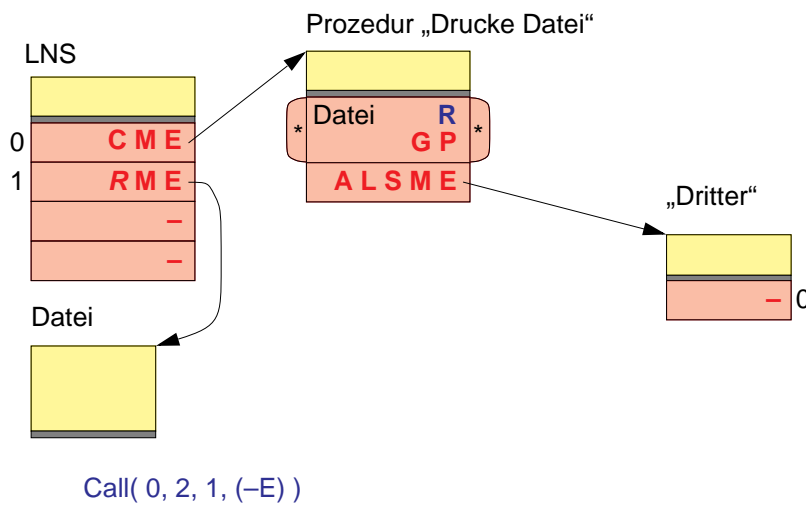 Prozedur „Drucke Datei“
LNS
Datei R
* *
G P
0 C M E
1 R M E
A L S M E
„Dritter“
–
–
– 0
Datei
Call( 0, 2, 1, (–E) )